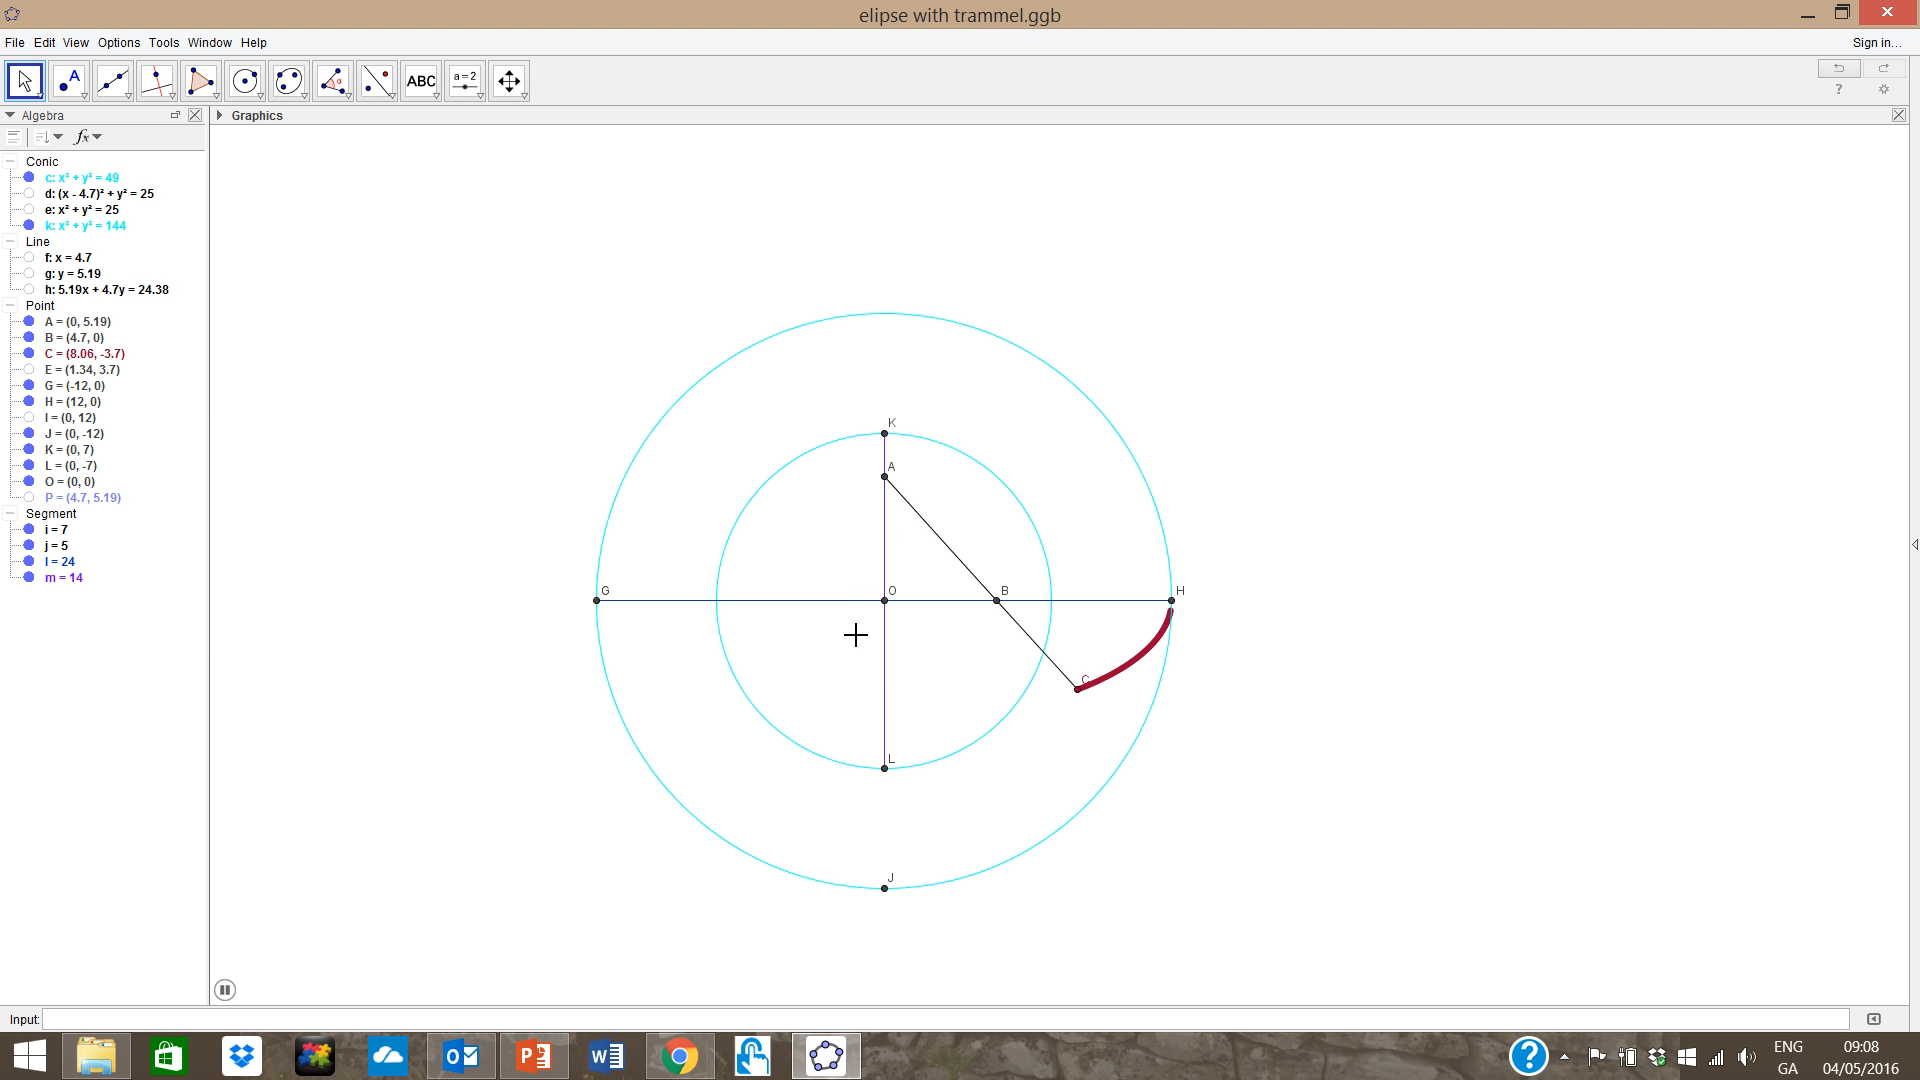 elipse with trammel.ggb
File Edit View Options Tools Window Help
Sign in...
A
α
ABC
a=2
?
Algebra
Graphics
fx
Conic
c: x² + y² = 49
d: (x - 4.7)² + y² = 25
e: x² + y² = 25
k: x² + y² = 144
Line
f: x = 4.7
g: y = 5.19
h: 5.19x + 4.7y = 24.38
Point
A = (0, 5.19)
B = (4.7, 0)
C = (8.06, -3.7)
E = (1.34, 3.7)
G = (-12, 0)
H = (12, 0)
I = (0, 12)
J = (0, -12)
K = (0, 7)
L = (0, -7)
O = (0, 0)
P = (4.7, 5.19)
Segment
i = 7
j = 5
l = 24
m = 14
K
A
G
O
B
H
C
L
J
Input:
ENG
GA
09:08
04/05/2016